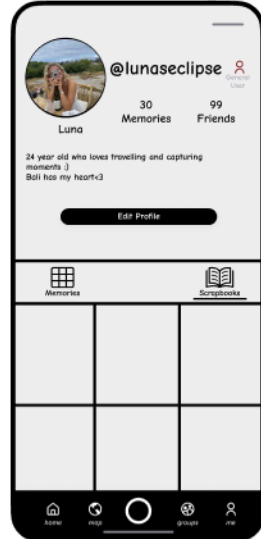 @lunaseclipse
General
User
30
99
Memories
Friends
Luna
24 year old who loves travelling and capturing
moments :)
Bali has my heart<3
Edit Profile
Memories
Scrapbooks
home
map
groups
me